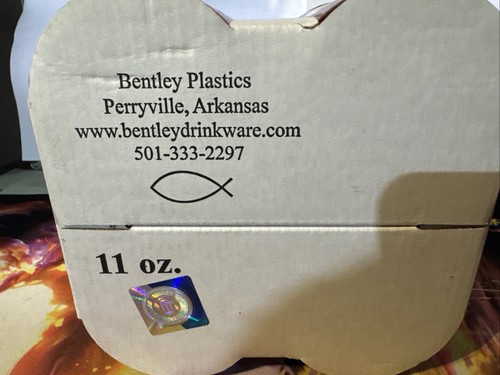 Bentley Plastics
Perryville, Arkansas
www.bentleydrinkware.com
501-333-2297
11 oz.